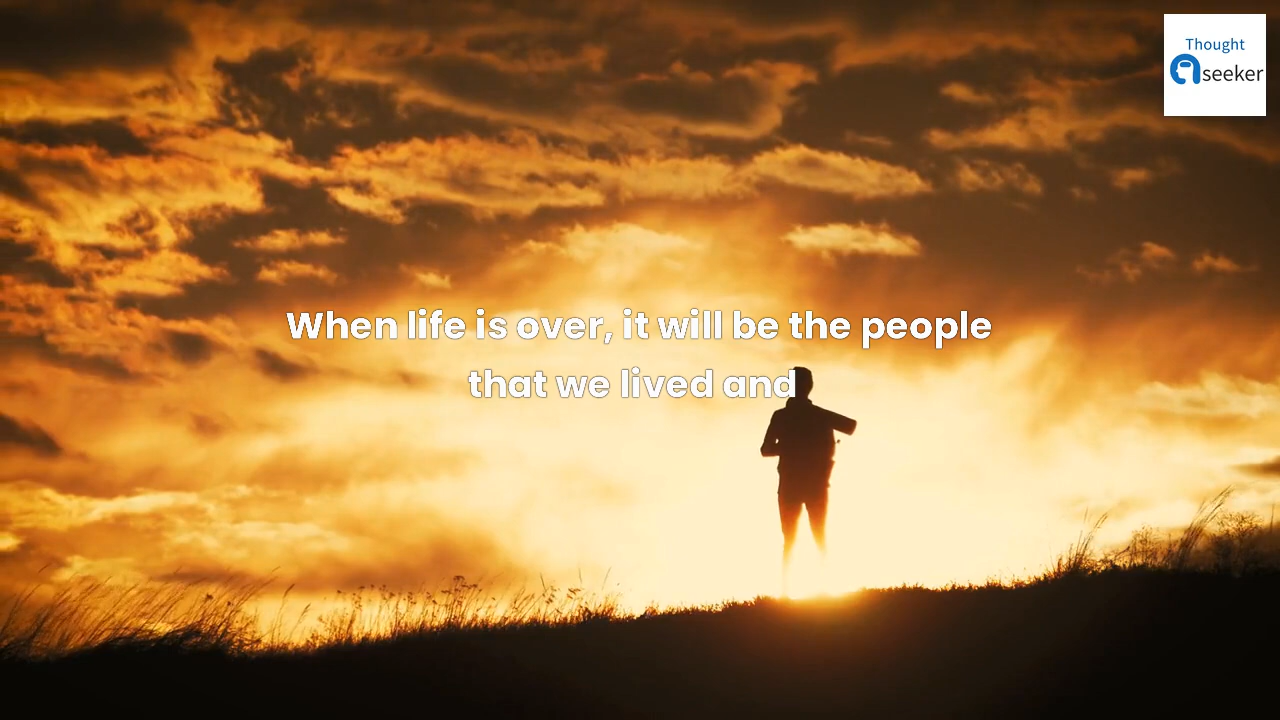 Thought
seeker
When life is over, it will be the people
that we lived and